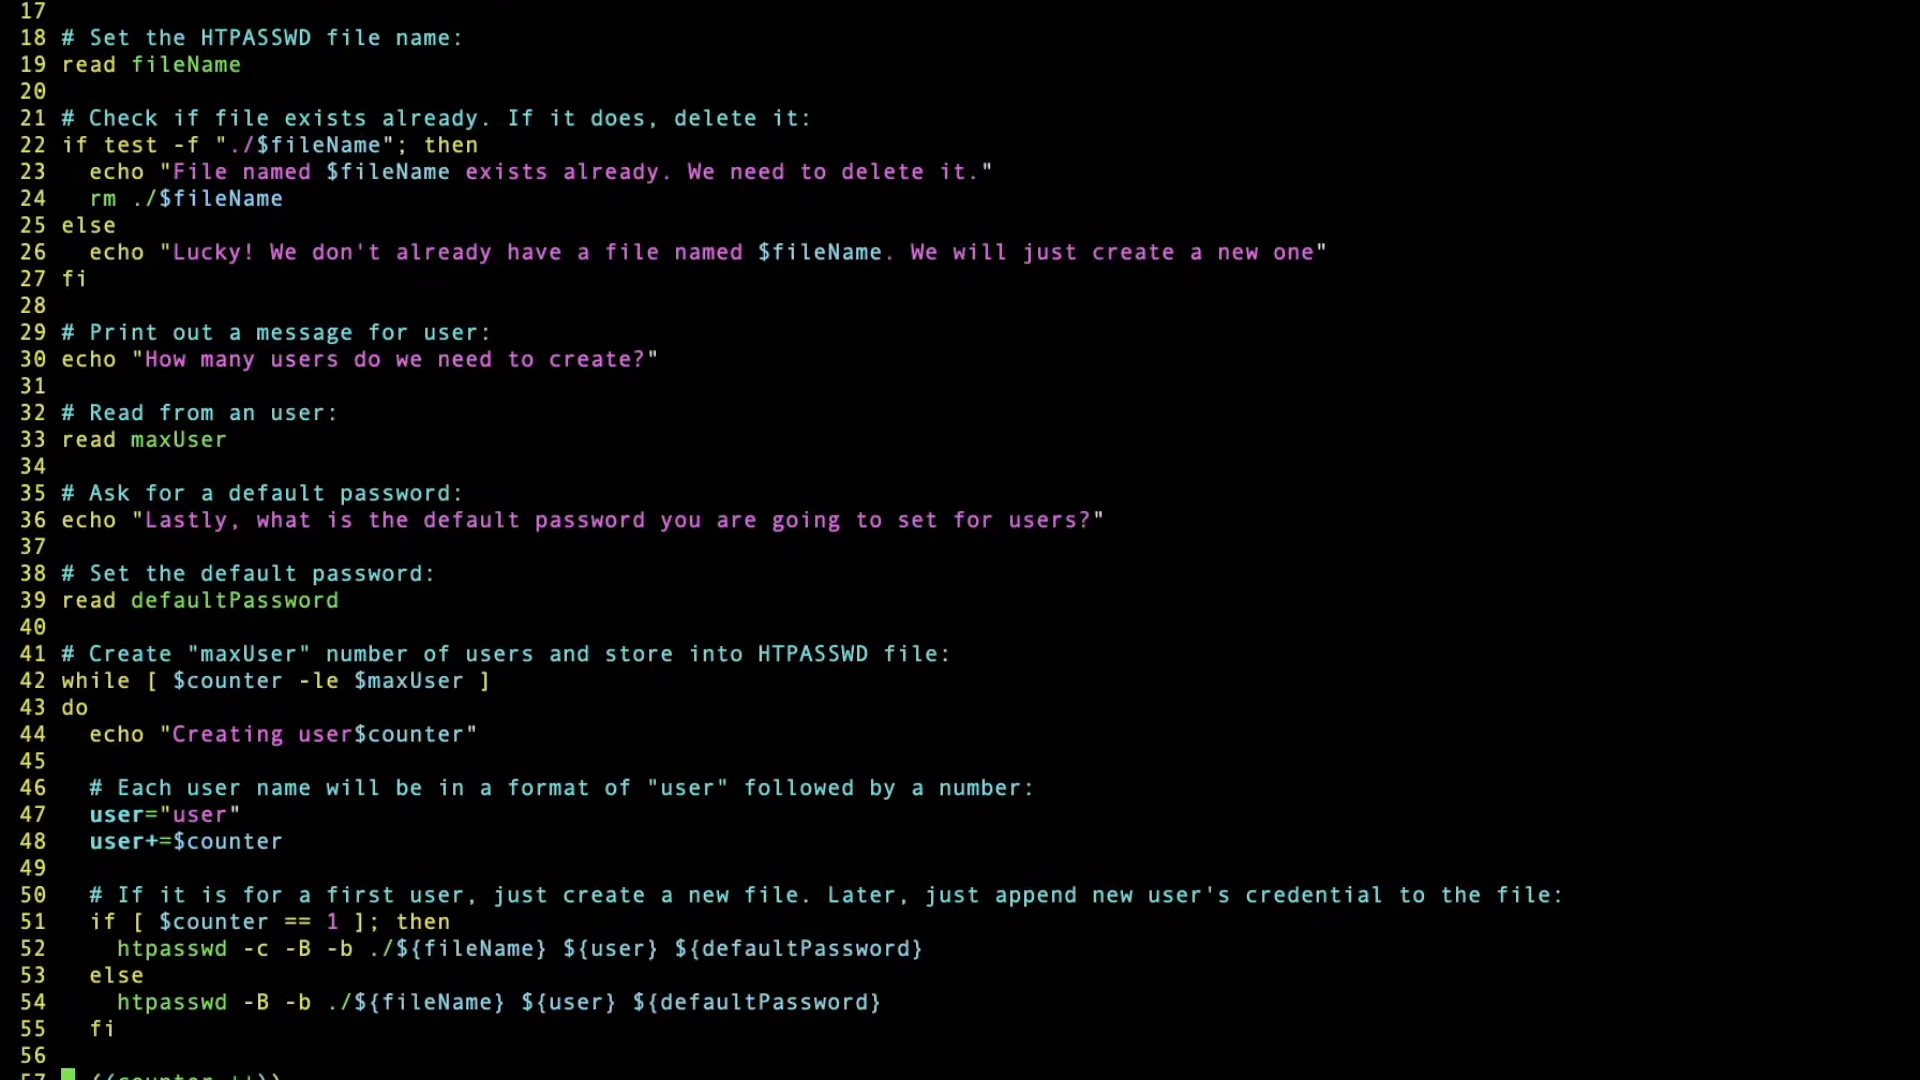 17
18 # Set the HTPASSWD file name:
19 read fileName
20
21 # Check if file exists already. If it does, delete it:
22 if test -f "./$fileName"; then
23   echo "File named $fileName exists already. We need to delete it."
24   rm ./$fileName
25 else
26   echo "Lucky! We don't already have a file named $fileName. We will just create a new one"
27 fi
28
29 # Print out a message for user:
30 echo "How many users do we need to create?"
31
32 # Read from an user:
33 read maxUser
34
35 # Ask for a default password:
36 echo "Lastly, what is the default password you are going to set for users?"
37
38 # Set the default password:
39 read defaultPassword
40
41 # Create "maxUser" number of users and store into HTPASSWD file:
42 while [ $counter -le $maxUser ]
43 do
44   echo "Creating user$counter"
45
46   # Each user name will be in a format of "user" followed by a number:
47   user="user"
48   user+=$counter
49
50   # If it is for a first user, just create a new file. Later, just append new user's credential to the file:
51   if [ $counter == 1 ]; then
52     htpasswd -c -B -b ./${fileName} ${user} ${defaultPassword}
53   else
54     htpasswd -B -b ./${fileName} ${user} ${defaultPassword}
55   fi
56
57   ((counter ++))